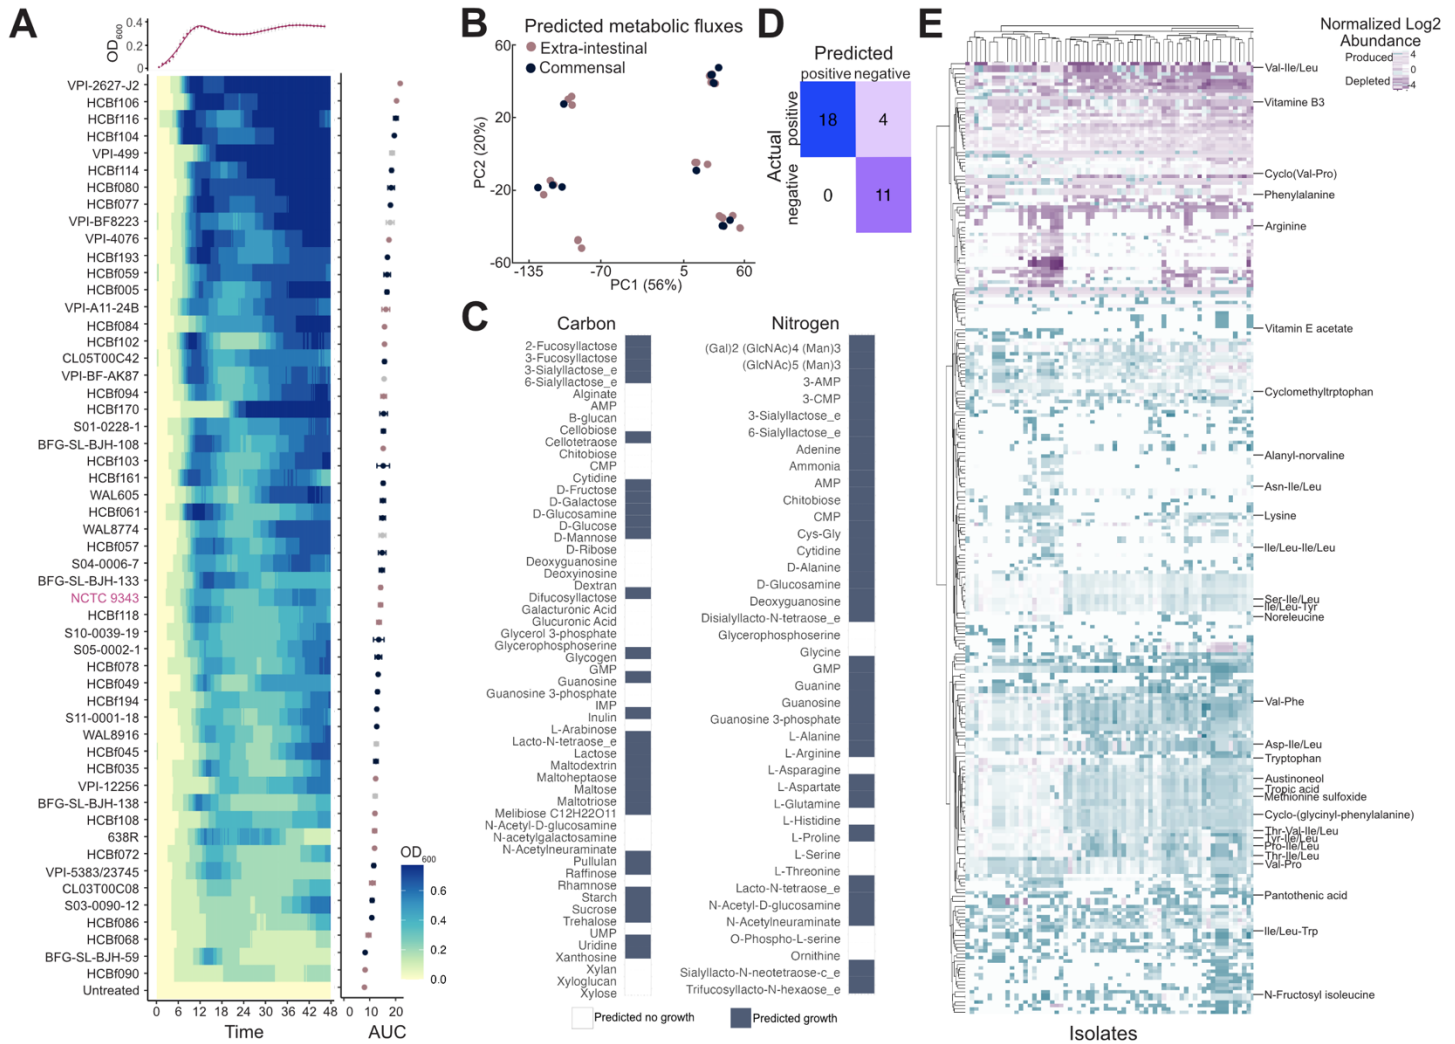 A
OD600
0.4
0.2
0
VPI-2627-J2
HCBf106
HCBf116
HCBf104
VPI-499
HCBf114
HCBf080
HCBf077
VPI-BF8223
VPI-4076
HCBf193
HCBf059
HCBf005
VPI-A11-24B
HCBf084
HCBf102
CL05T00C42
VPI-BF-AK87
HCBf094
HCBf170
S01-0228-1
BFG-SL-BJH-108
HCBf103
HCBf161
WAL605
HCBf061
WAL8774
HCBf057
S04-0006-7
BFG-SL-BJH-133
NCTC 9343
HCBf118
S10-0039-19
S05-0002-1
HCBf078
HCBf049
HCBf194
S11-0001-18
WAL8916
HCBf045
HCBf035
VPI-12256
BFG-SL-BJH-138
HCBf108
638R
HCBf072
VPI-5383/23745
CL03T00C08
S03-0090-12
HCBf086
HCBf068
BFG-SL-BJH-59
HCBf090
Untreated
0 6 12 18 24 30 36 42 48
Time
OD600
0.6
0.4
0.2
0.0
0 5 10 15 20
AUC
B
Predicted metabolic fluxes
Extra-intestinal
Commensal
60
20
-20
-60
PC2 (20%)
-135 -70 5 60
PC1 (56%)
C
Carbon
2-Fucosyllactose
3-Fucosyllactose
3-Sialyllactose_e
6-Sialyllactose_e
Alginate
AMP
B-glucan
Cellobiose
Cellotetraose
Chitobiose
CMP
Cytidine
D-Fructose
D-Galactose
D-Glucosamine
D-Glucose
D-Mannose
D-Ribose
Deoxyguanosine
Deoxyinosine
Dextran
Difucosyllactose
Galacturonic Acid
Glucuronic Acid
Glycerol 3-phosphate
Glycerophosphoserine
Glycogen
GMP
Guanosine
Guanosine 3-phosphate
IMP
Inulin
L-Arabinose
Lacto-N-tetraose_e
Lactose
Maltodextrin
Maltoheptaose
Maltose
Maltotriose
Melibiose C12H22O11
N-Acetyl-D-glucosamine
N-acetylgalactosamine
N-Acetylneuraminate
Pullulan
Raffinose
Rhamnose
Starch
Sucrose
Trehalose
UMP
Uridine
Xanthosine
Xylan
Xyloglucan
Xylose
Nitrogen
(Gal)2 (GlcNAc)4 (Man)3
(GlcNAc)5 (Man)3
3-AMP
3-CMP
3-Sialyllactose_e
6-Sialyllactose_e
Adenine
Ammonia
AMP
Chitobiose
CMP
Cys-Gly
Cytidine
D-Alanine
D-Glucosamine
Deoxyguanosine
Disialylacto-N-tetraose_e
Glycerophosphoserine
Glycine
GMP
Guanine
Guanosine
Guanosine 3-phosphate
L-Alanine
L-Arginine
L-Asparagine
L-Aspartate
L-Glutamine
L-Histidine
L-Proline
L-Serine
L-Threonine
Lacto-N-tetraose_e
N-Acetyl-D-glucosamine
N-Acetylneuraminate
O-Phospho-L-serine
Ornithine
Sialyllacto-N-neotetraose-c_e
Trifucosyllacto-N-hexaose_e
Predicted no growth
Predicted growth
D
Predicted
positive negative
Actual
positive
negative
18 4
0 11
E
Normalized Log2
Abundance
Produced
Depleted
4
0
-4
Val-Ile/Leu
Vitamine B3
Cyclo(Val-Pro)
Phenylalanine
Arginine
Vitamin E acetate
Cyclomethyltrptophan
Alanyl-norvaline
Asn-Ile/Leu
Lysine
Ile/Leu-Ile/Leu
Ser-Ile/Leu
Ile/Leu-Tyr
Noreleucine
Val-Phe
Asp-Ile/Leu
Tryptophan
Austinoneol
Tropic acid
Methionine sulfoxide
Cyclo-(glycinyl-phenylalanine)
Thr-Val-Ile/Leu
Tyr-Ile/Leu
Pro-Ile/Leu
Thr-Ile/Leu
Val-Pro
Pantothenic acid
Ile/Leu-Trp
N-Fructosyl isoleucine
Isolates